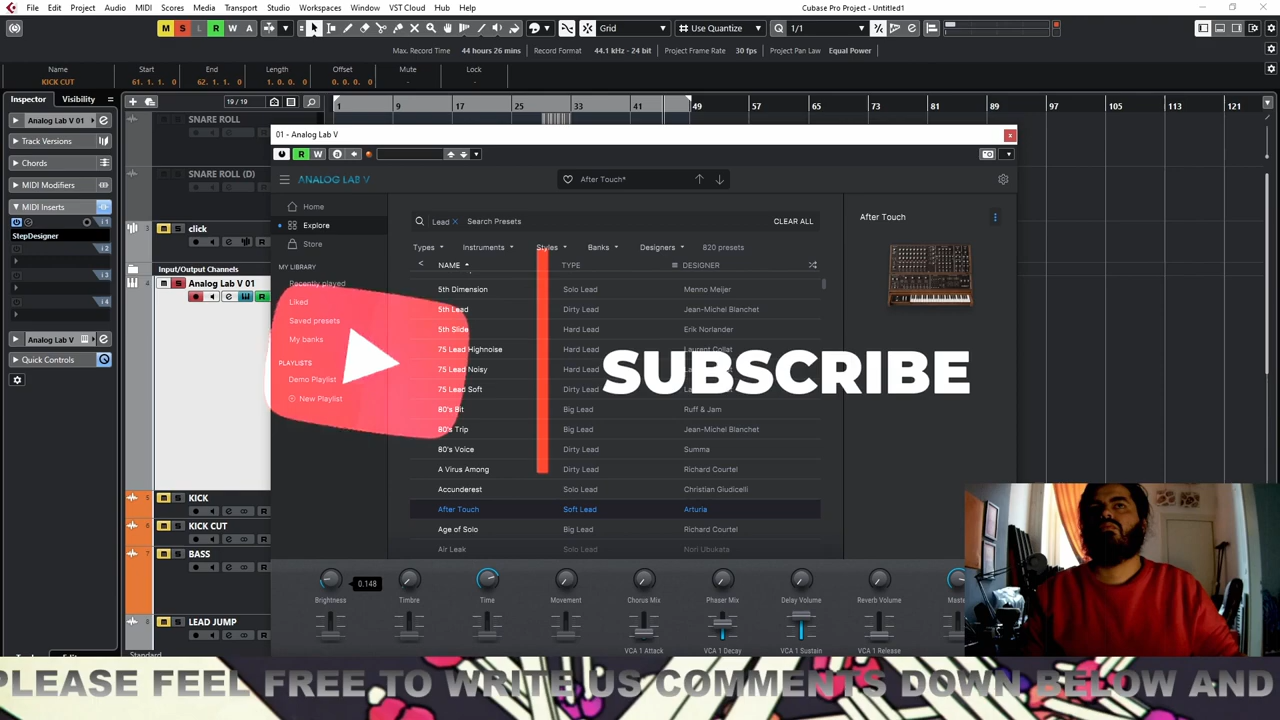 File Edit Project Audio MIDI Scores Media Transport Studio Workspaces Window VST Cloud Hub Help
Cubase Pro Project - Untitled1
M S L R W A
Grid
Use Quantize
1/1
Max. Record Time 44 hours 26 mins Record Format 44.1 kHz - 24 bit Project Frame Rate 30 fps Project Pan Law Equal Power
Name Start End Length Offset Mute Lock
KICK CUT 61. 1. 1. 0 62. 1. 1. 0 1. 0. 0. 0 0. 0. 0. 0 - -
Inspector Visibility
19 / 19
1 9 17 25 33 41 49 57 65 73 81 89 97 105 113 121
Analog Lab V 01
Track Versions
Chords
MIDI Modifiers
MIDI Inserts
StepDesigner
Analog Lab V
Quick Controls
SNARE ROLL
SNARE ROLL (D)
click
Input/Output Channels
Analog Lab V 01
KICK
KICK CUT
BASS
LEAD JUMP
Standard
01 - Analog Lab V
R W
ANALOG LAB V
After Touch*
Home
Explore
Store
MY LIBRARY
Recently played
Liked
Saved presets
My banks
PLAYLISTS
Demo Playlist
New Playlist
Lead × Search Presets CLEAR ALL
Types Instruments Styles Banks Designers 820 presets
NAME TYPE DESIGNER
5th Dimension Solo Lead Menno Meijer
5th Lead Dirty Lead Jean-Michel Blanchet
5th Slide Hard Lead Erik Norlander
75 Lead Highnoise Hard Lead Laurent Collat
75 Lead Noisy
75 Lead Soft
80's Bit Big Lead Ruff & Jam
80's Trip Big Lead Jean-Michel Blanchet
80's Voice Dirty Lead Summa
A Virus Among Dirty Lead Richard Courtel
Accunderest Solo Lead Christian Giudicelli
After Touch Soft Lead Arturia
Age of Solo Big Lead Richard Courtel
Air Leak Solo Lead Nori Ubukata
After Touch
SUBSCRIBE
0.148
Brightness Timbre Time Movement Chorus Mix Phaser Mix Delay Volume Reverb Volume
VCA 1 Attack VCA 1 Decay VCA 1 Sustain VCA 1 Release
PLEASE FEEL FREE TO WRITE US COMMENTS DOWN BELOW AND